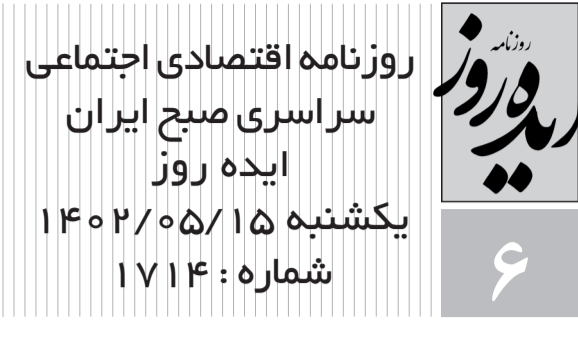 روزنامه
ایده روز
روزنامه اقتصادی اجتماعی
سراسری صبح ایران
ایده روز
یکشنبه ۱۴۰۲/۰۵/۱۵
شماره : ۱۷۱۴
۶